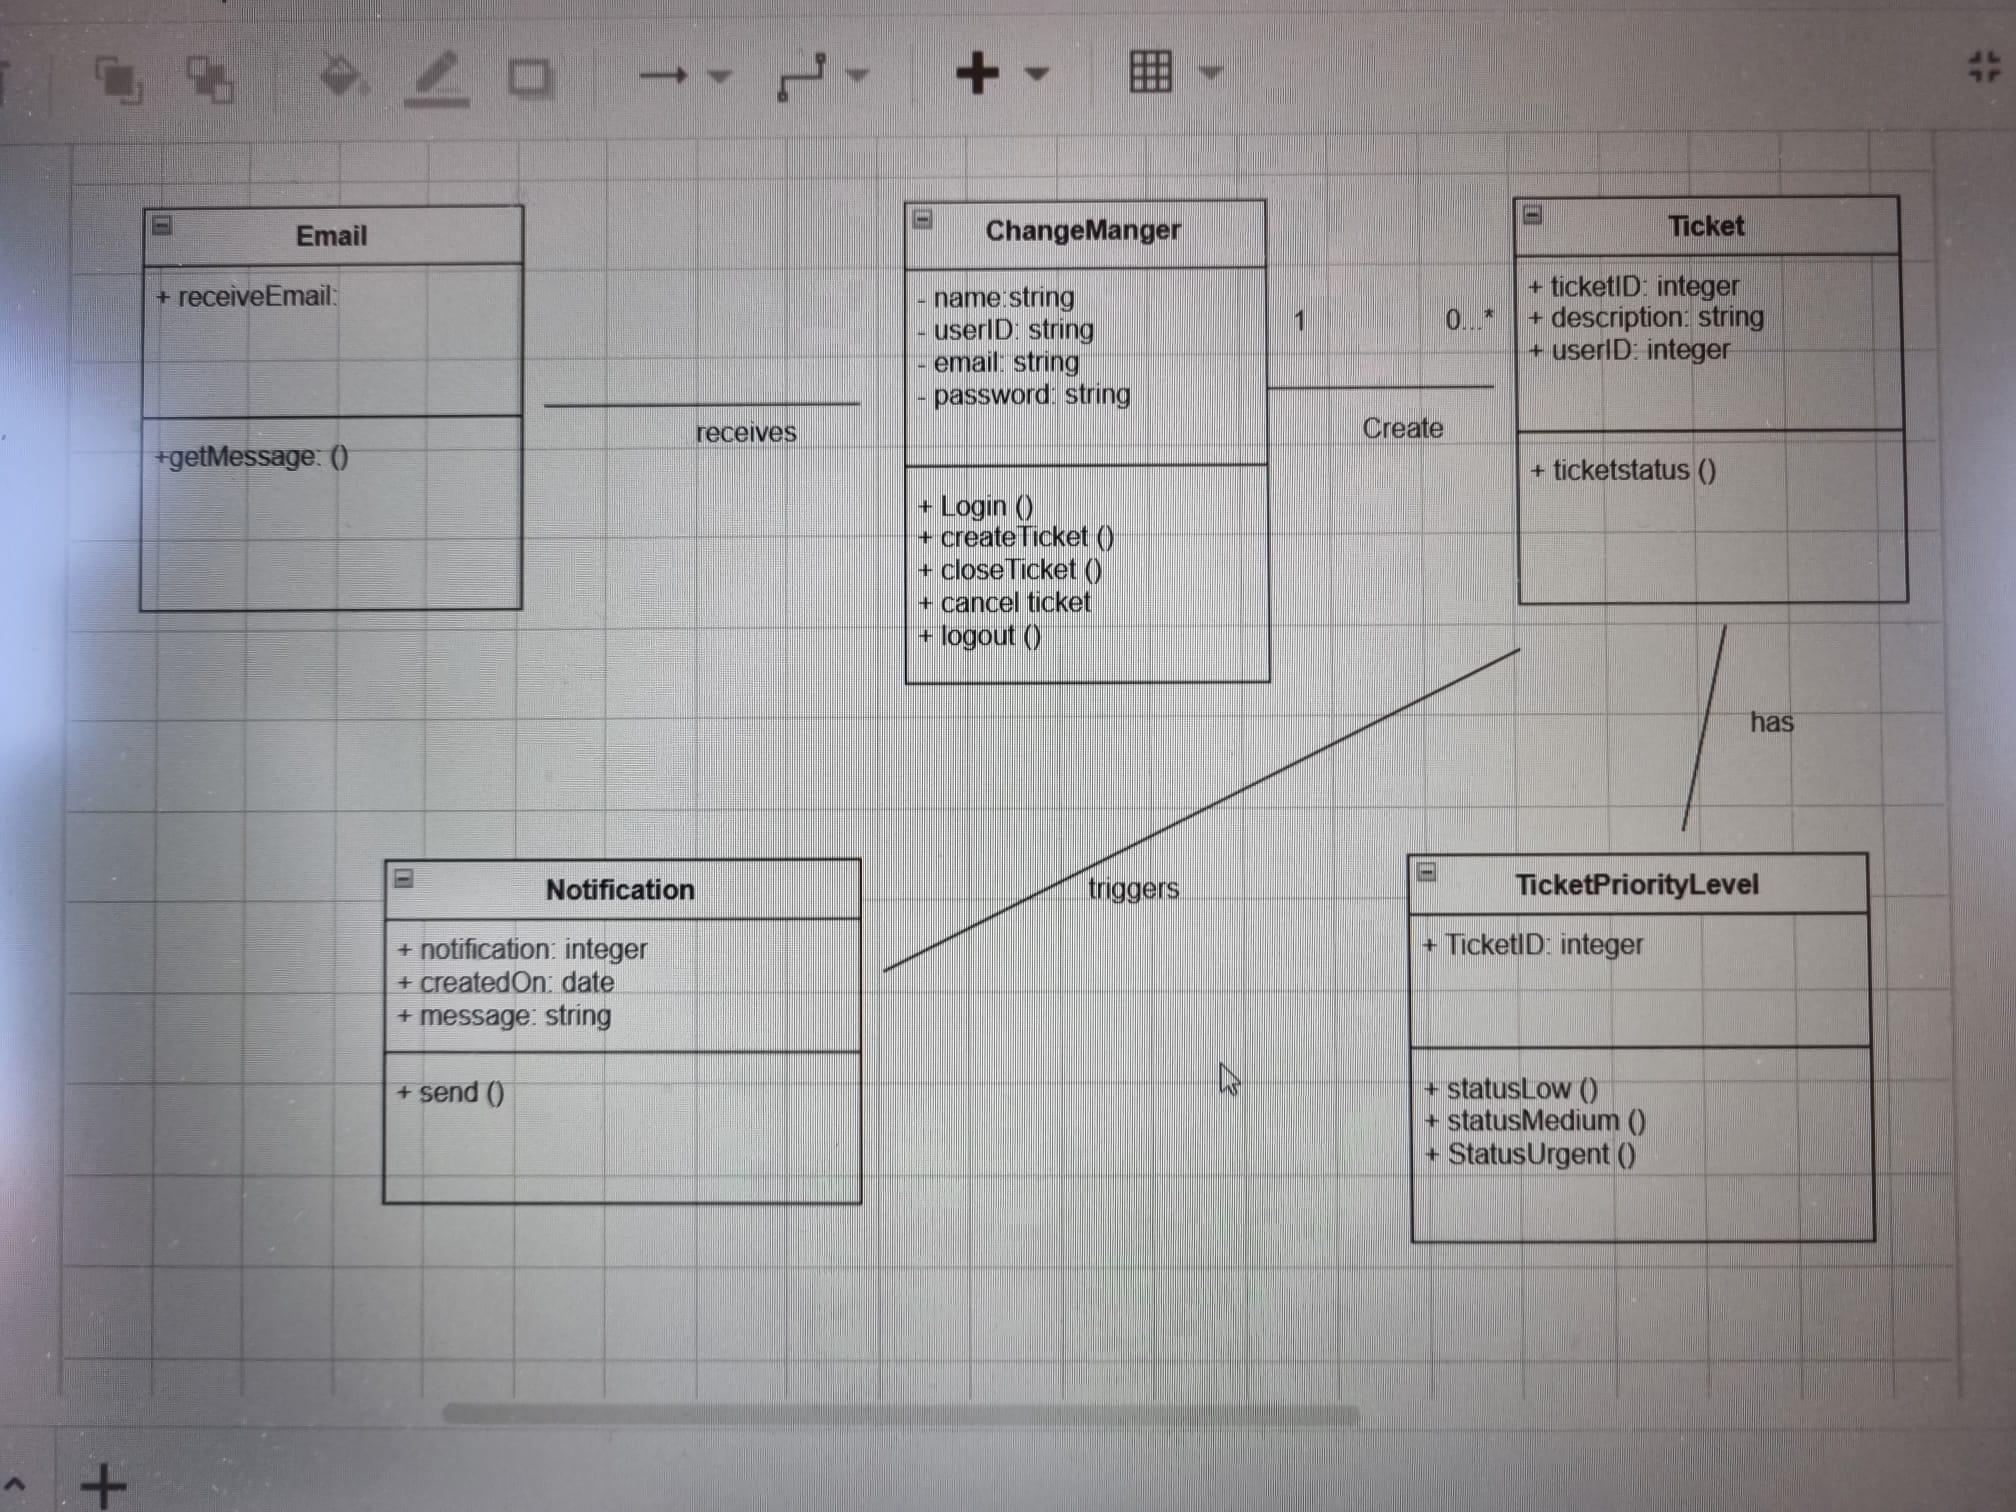 Email
+ receiveEmail:
+getMessage: ()
receives
ChangeManger
- name:string
- userID: string
- email: string
- password: string
+ Login ()
+ createTicket ()
+ closeTicket ()
+ cancel ticket
+ logout ()
1
0...*
Create
Ticket
+ ticketID: integer
+ description: string
+ userID: integer
+ ticketstatus ()
has
triggers
Notification
+ notification: integer
+ createdOn: date
+ message: string
+ send ()
TicketPriorityLevel
+ TicketID: integer
+ statusLow ()
+ statusMedium ()
+ StatusUrgent ()